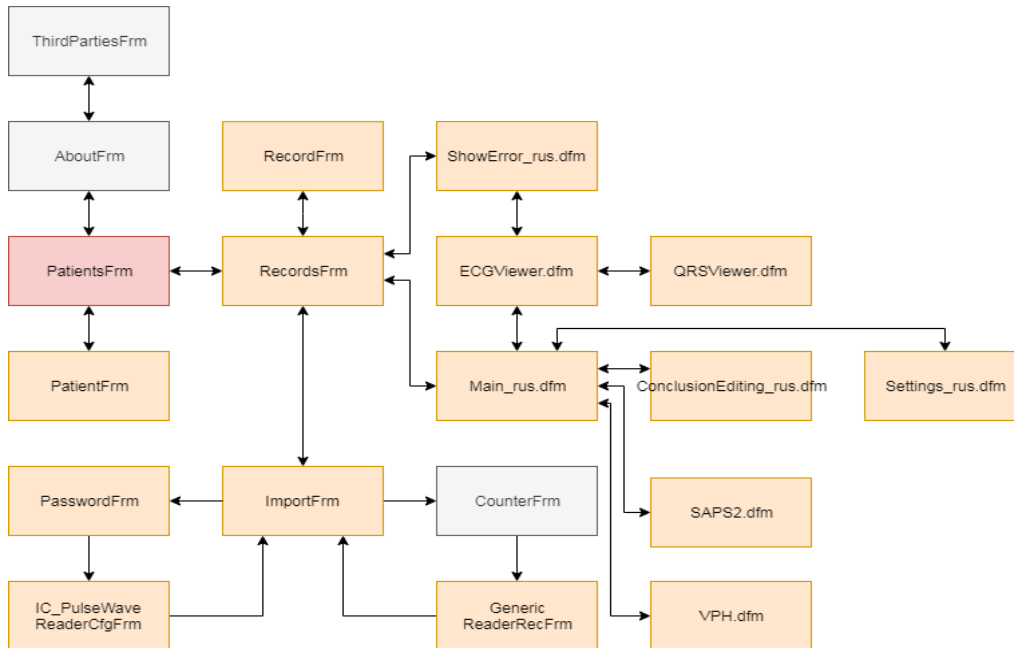 ThirdPartiesFrm
AboutFrm
RecordFrm
ShowError_rus.dfm
PatientsFrm
RecordsFrm
ECGViewer.dfm
QRSViewer.dfm
PatientFrm
Main_rus.dfm
ConclusionEditing_rus.dfm
Settings_rus.dfm
PasswordFrm
ImportFrm
CounterFrm
SAPS2.dfm
IC_PulseWave
ReaderCfgFrm
Generic
ReaderRecFrm
VPH.dfm